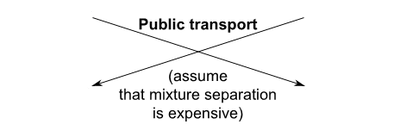 Public transport
(assume
that mixture separation
is expensive)